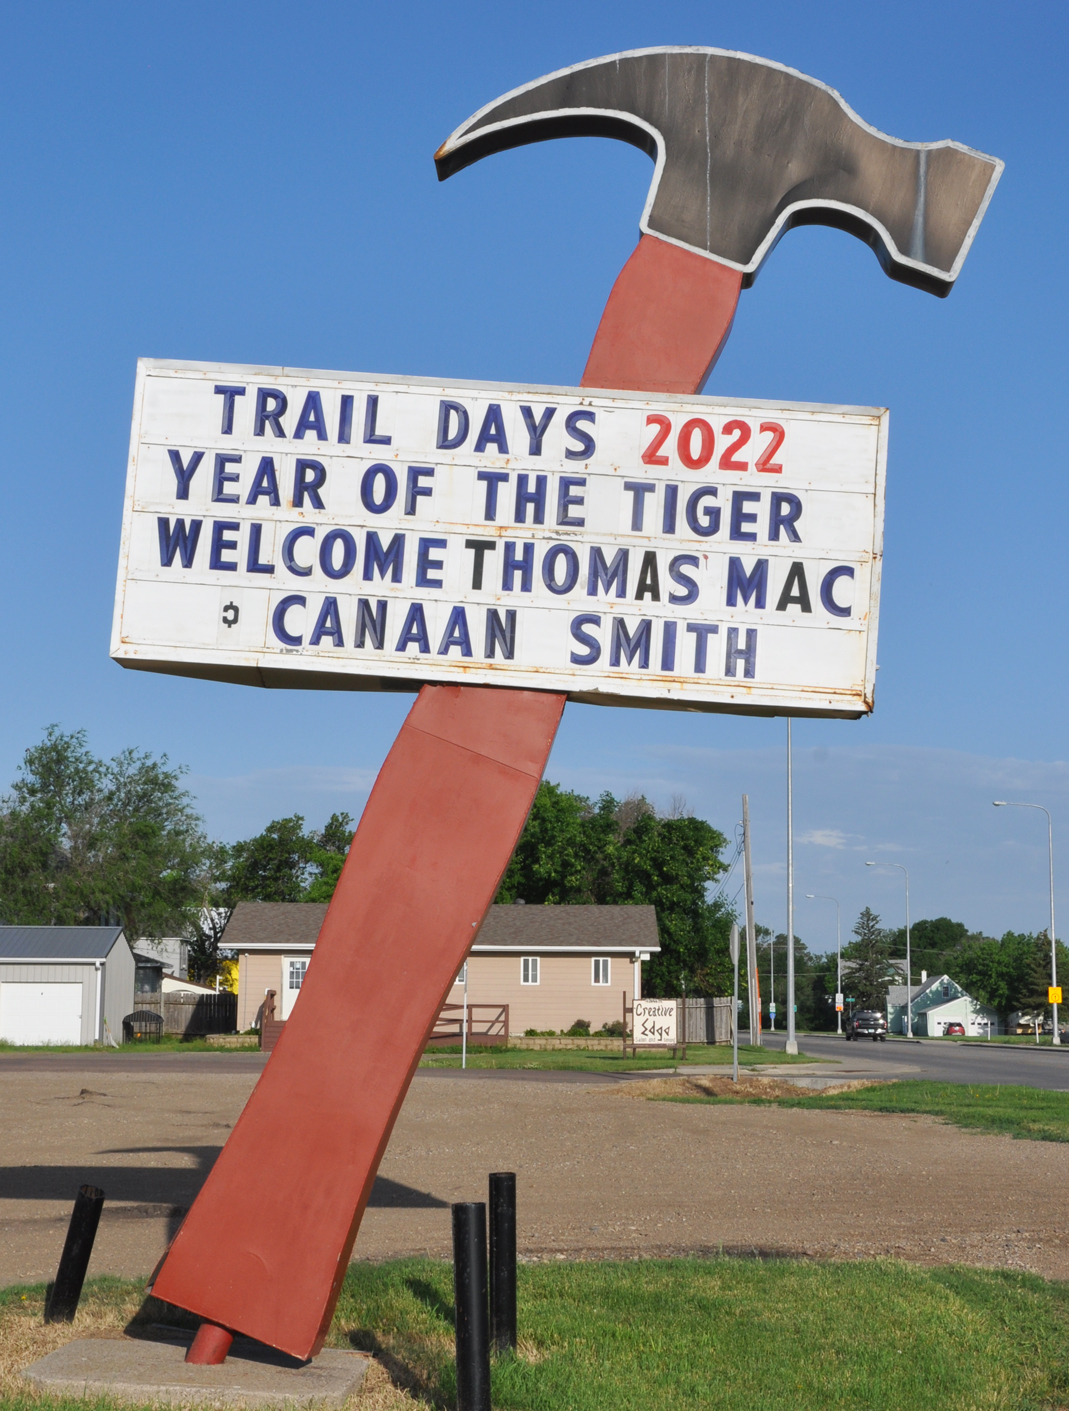 TRAIL DAYS 2022
YEAR OF THE TIGER
WELCOME THOMAS MAC
¢ CANAAN SMITH
Creative
Edge